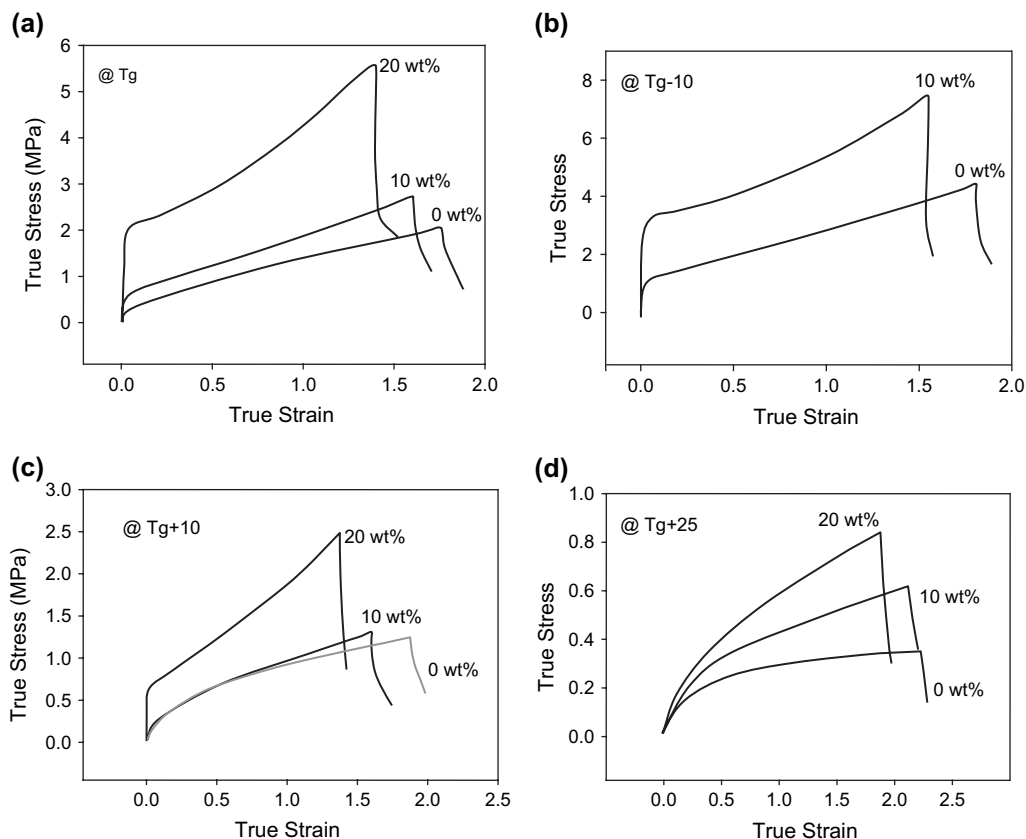 (a)
6
5
4
3
2
1
0
True Stress (MPa)
@ Tg
20 wt%
10 wt%
0 wt%
0.0 0.5 1.0 1.5 2.0
True Strain
(b)
8
6
4
2
0
True Stress
@ Tg-10
10 wt%
0 wt%
0.0 0.5 1.0 1.5 2.0
True Strain
(c)
3.0
2.5
2.0
1.5
1.0
0.5
0.0
True Stress (MPa)
@ Tg+10
20 wt%
10 wt%
0 wt%
0.0 0.5 1.0 1.5 2.0 2.5
True Strain
(d)
1.0
0.8
0.6
0.4
0.2
0.0
True Stress
@ Tg+25
20 wt%
10 wt%
0 wt%
0.0 0.5 1.0 1.5 2.0 2.5
True Strain